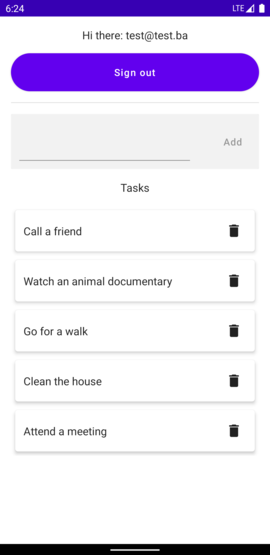 6:24 LTE
Hi there: test@test.ba
Sign out
Add
Tasks
Call a friend
Watch an animal documentary
Go for a walk
Clean the house
Attend a meeting